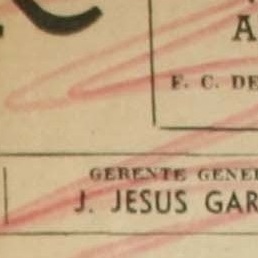 A
F. C. DE
GERENTE GENE
J. JESUS GAR